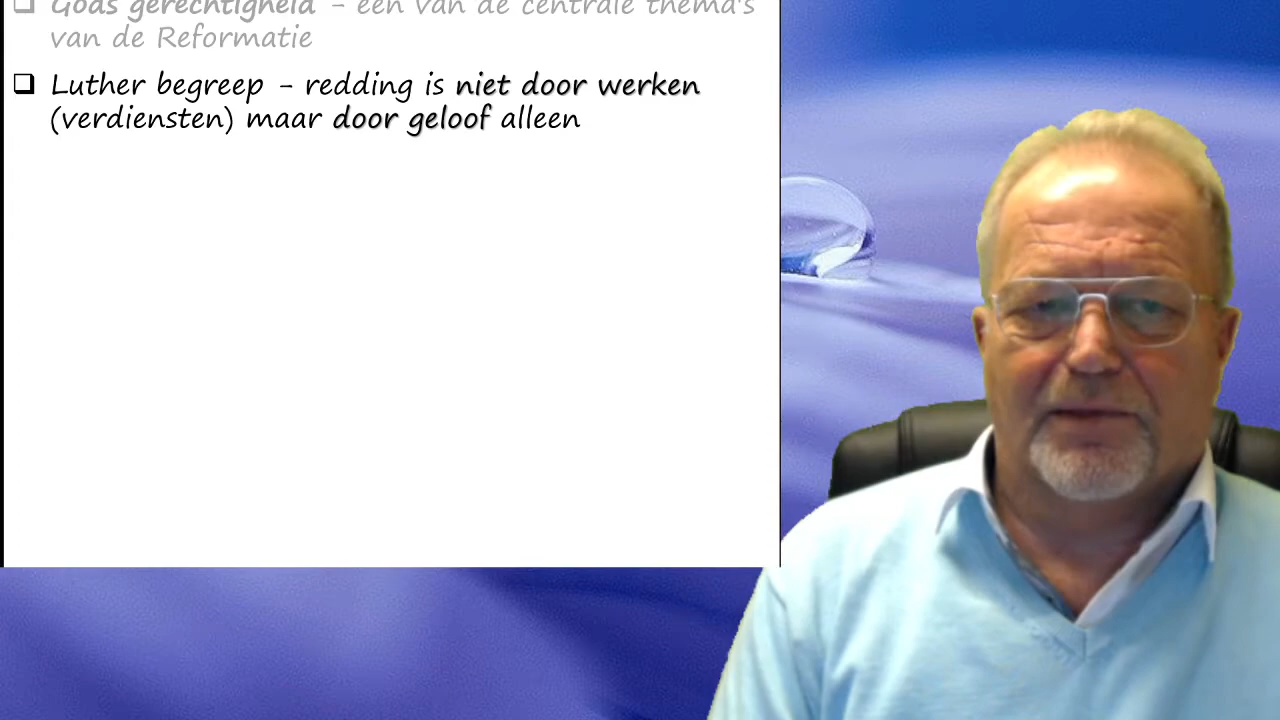 Gods gerechtigheid - een van de centrale thema's
van de Reformatie
Luther begreep - redding is niet door werken
(verdiensten) maar door geloof alleen